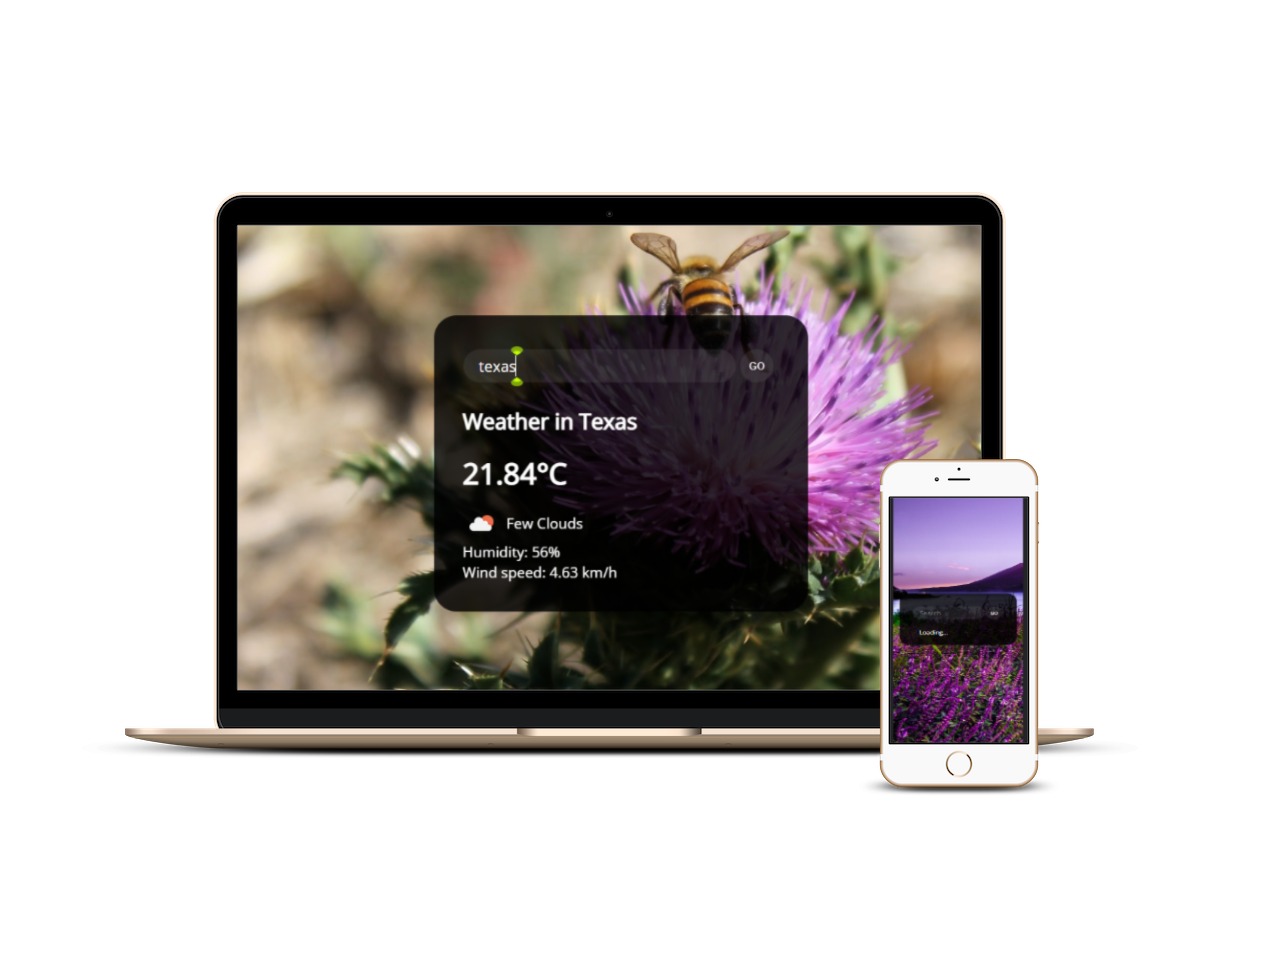 texas
GO
Weather in Texas
21.84°C
Few Clouds
Humidity: 56%
Wind speed: 4.63 km/h
Search
GO
Loading...